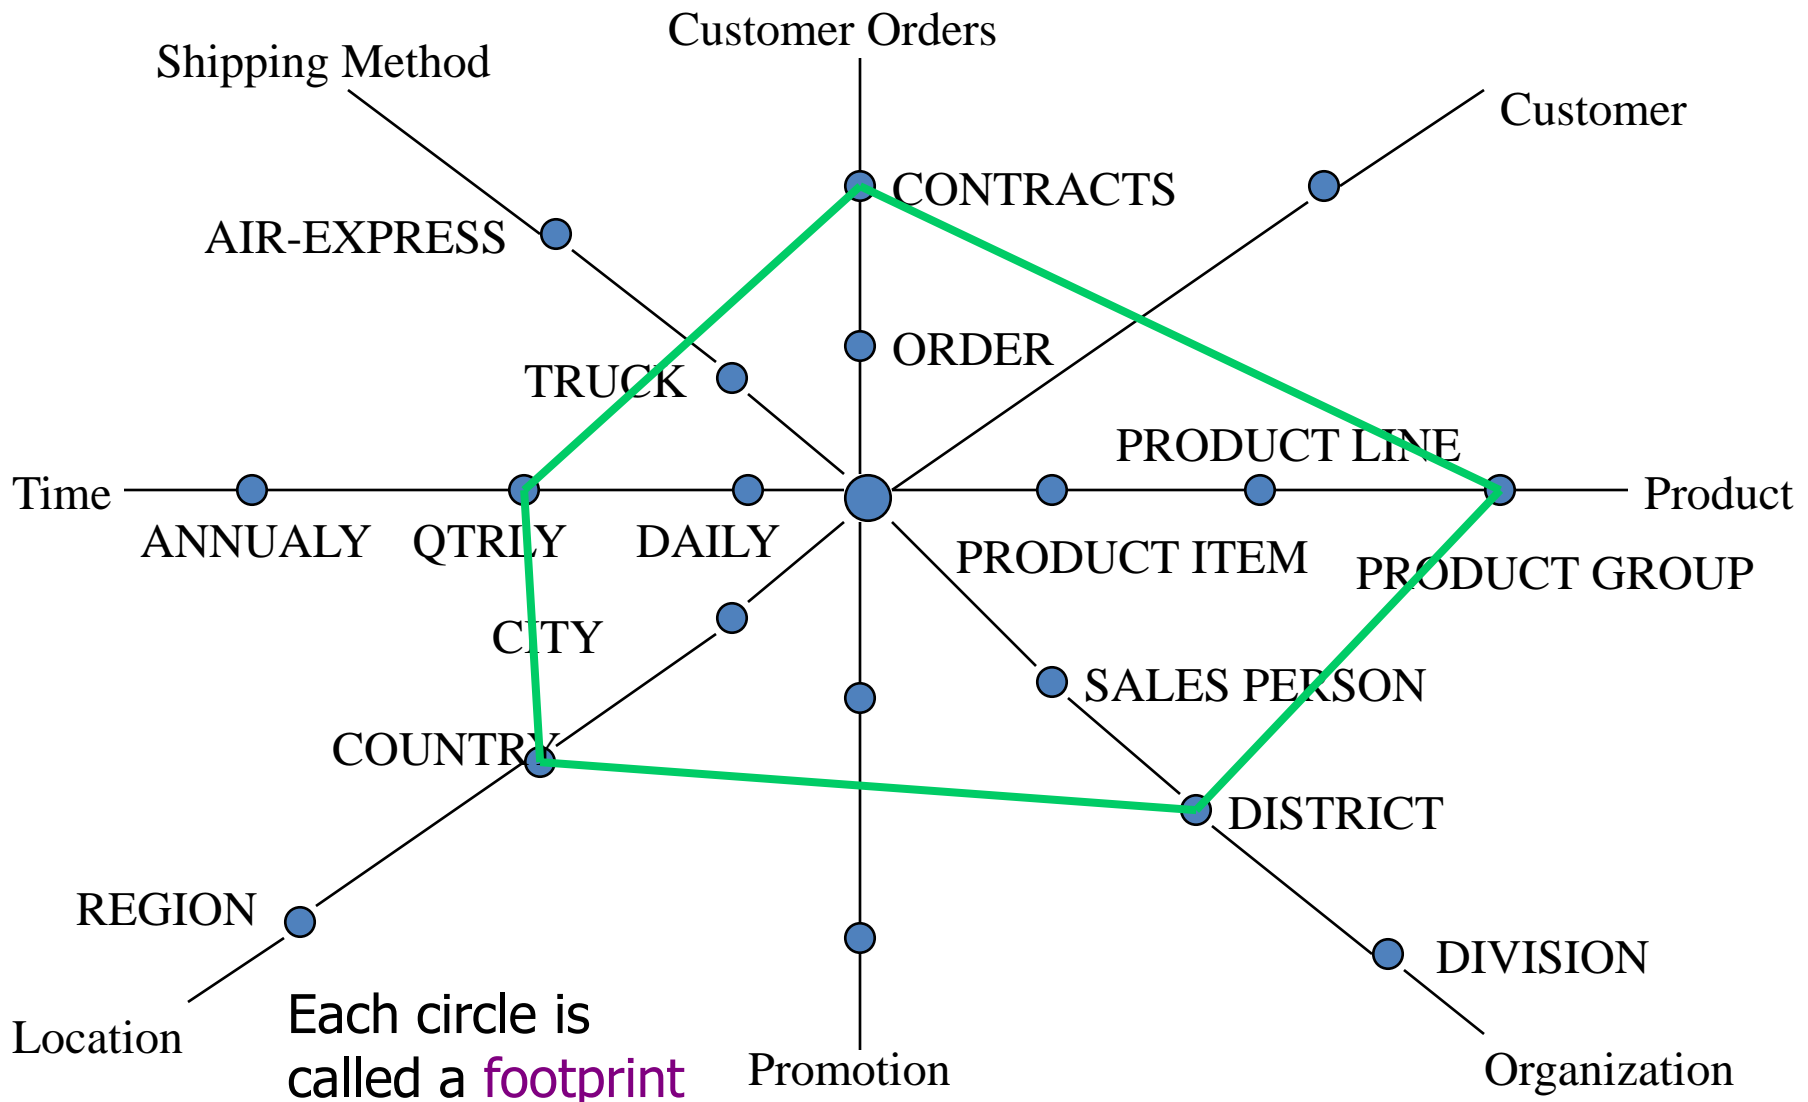 Customer Orders
Shipping Method
Customer
CONTRACTS
AIR-EXPRESS
ORDER
TRUCK
PRODUCT LINE
Time
Product
ANNUALY
QTRLY
DAILY
PRODUCT ITEM
PRODUCT GROUP
CITY
SALES PERSON
COUNTRY
DISTRICT
REGION
DIVISION
Each circle is
called a footprint
Location
Promotion
Organization